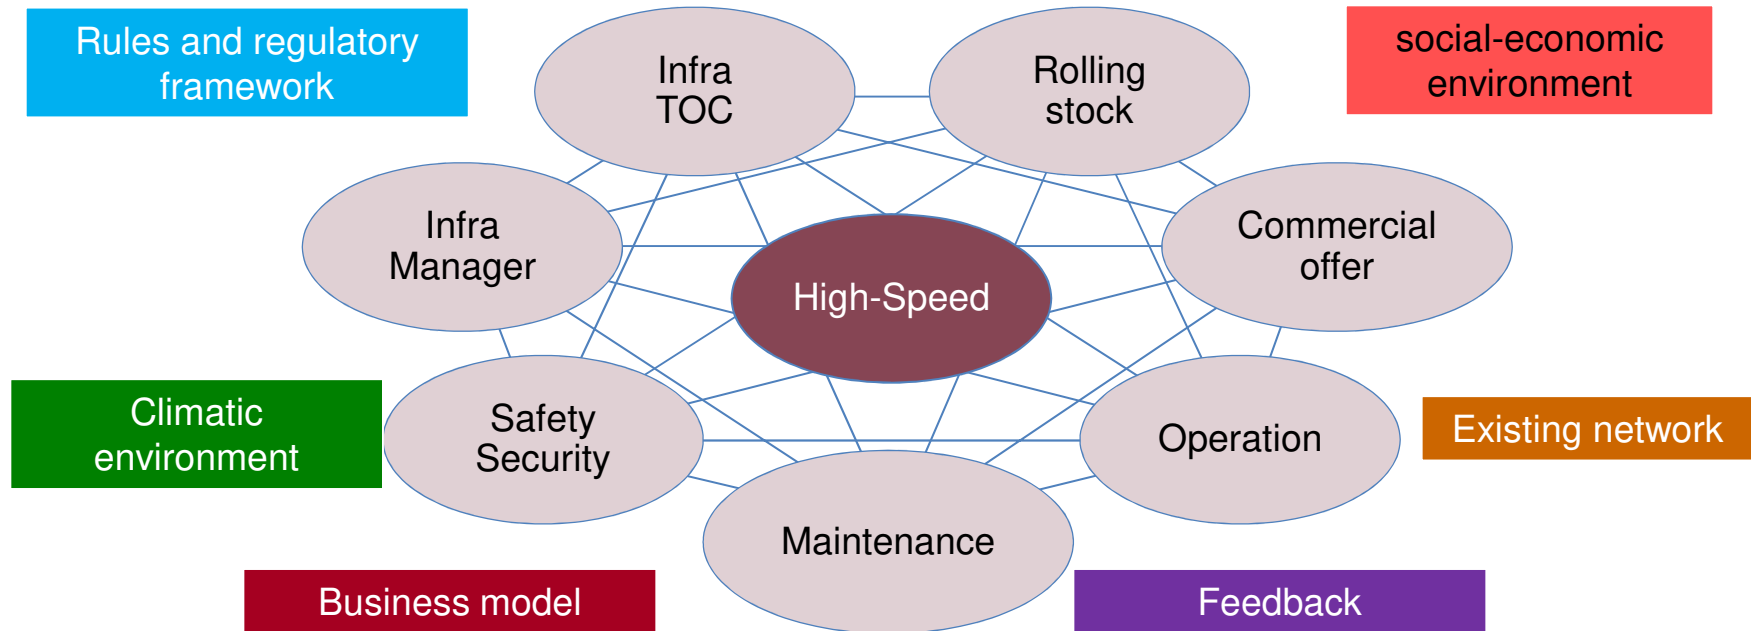 Rules and regulatory
framework
Infra
TOC
Rolling
stock
social-economic
environment
Infra
Manager
Commercial
offer
High-Speed
Climatic
environment
Safety
Security
Operation
Existing network
Maintenance
Business model
Feedback